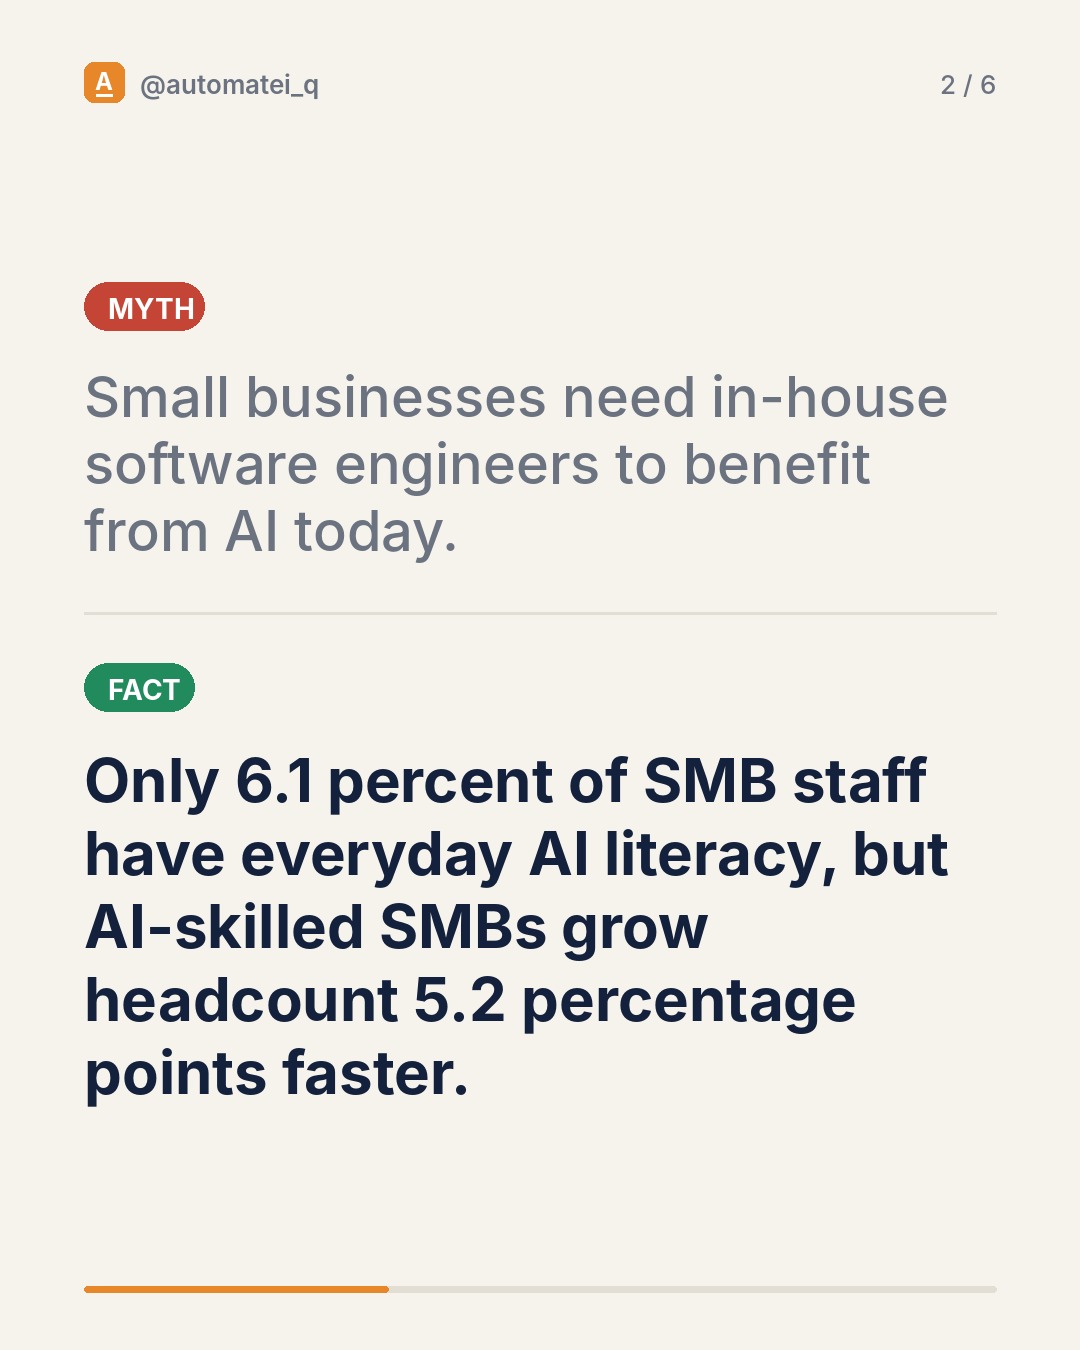 A
@automatei_q
2 / 6
MYTH
Small businesses need in-house
software engineers to benefit
from AI today.
FACT
Only 6.1 percent of SMB staff
have everyday AI literacy, but
AI-skilled SMBs grow
headcount 5.2 percentage
points faster.